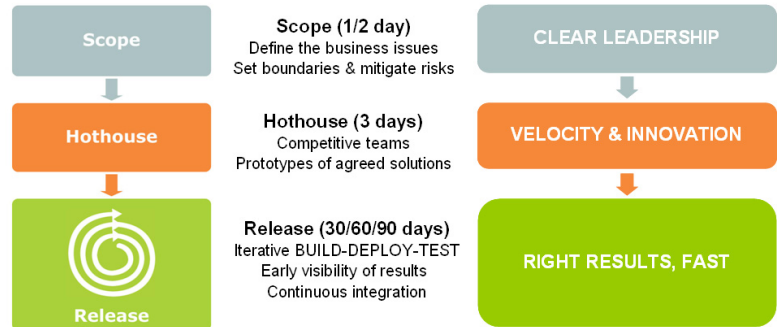 Scope
Scope (1/2 day)
Define the business issues
Set boundaries & mitigate risks
CLEAR LEADERSHIP
Hothouse
Hothouse (3 days)
Competitive teams
Prototypes of agreed solutions
VELOCITY & INNOVATION
Release
Release (30/60/90 days)
Iterative BUILD-DEPLOY-TEST
Early visibility of results
Continuous integration
RIGHT RESULTS, FAST